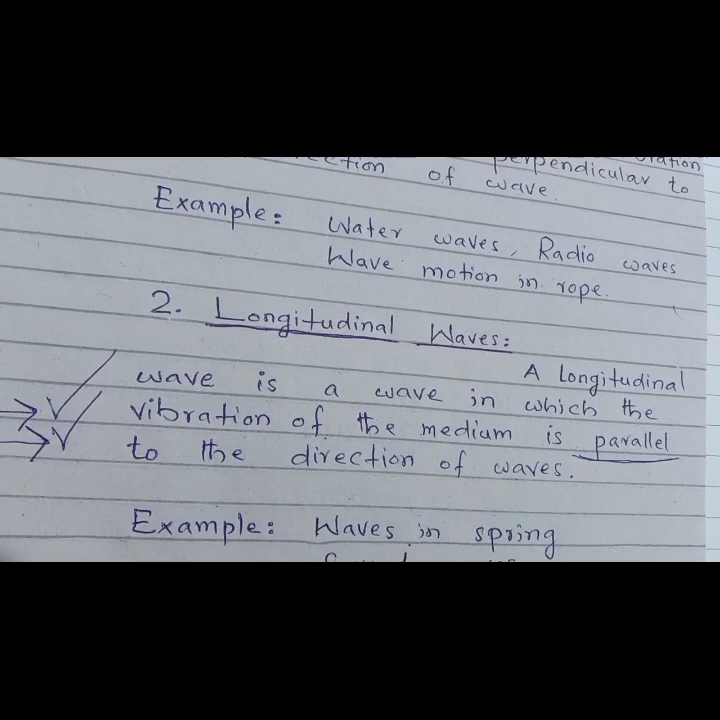 perpendicular to
of wave.
Example: Water waves, Radio waves
Wave motion in rope.
2. Longitudinal Waves:
A Longitudinal
wave is a wave in which the
vibration of the medium is parallel
to the direction of waves.
Example: Waves in spring